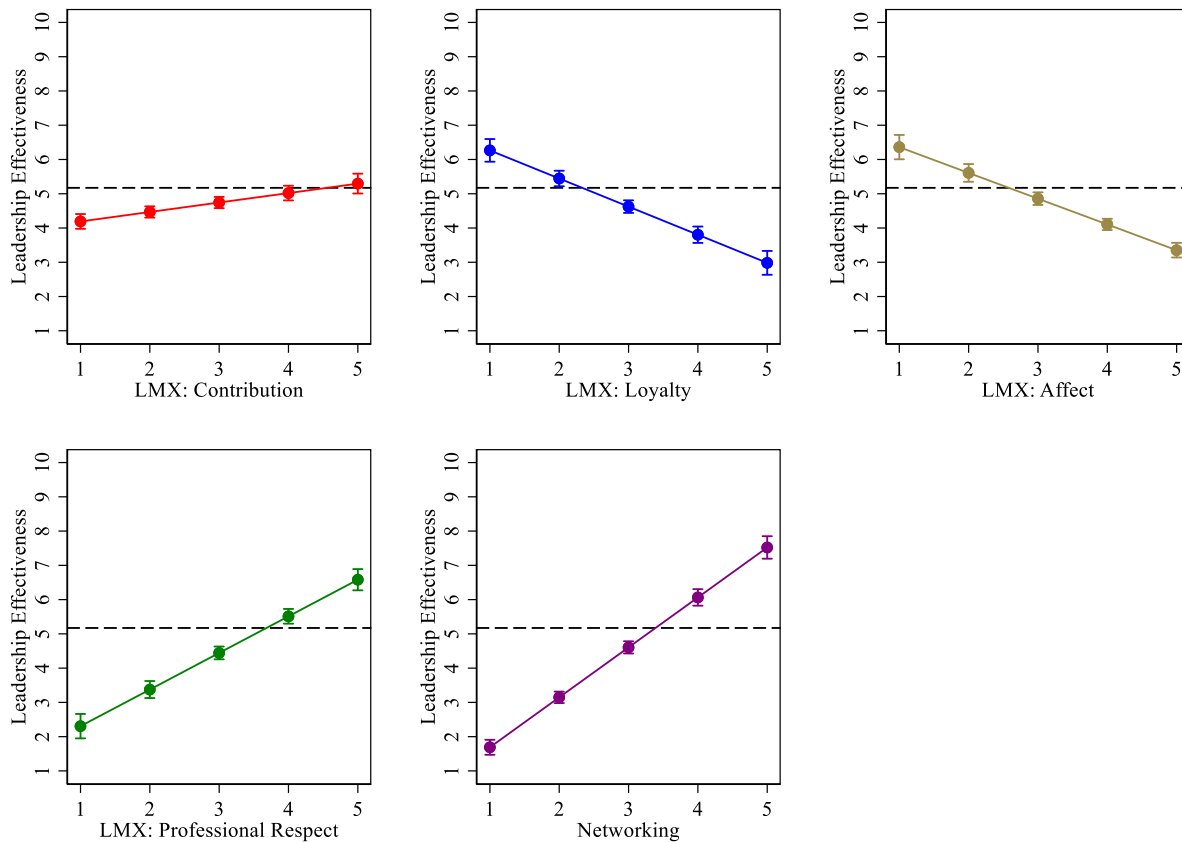 Leadership Effectiveness
1 2 3 4 5 6 7 8 9 10
1 2 3 4 5
LMX: Contribution
Leadership Effectiveness
1 2 3 4 5 6 7 8 9 10
1 2 3 4 5
LMX: Loyalty
Leadership Effectiveness
1 2 3 4 5 6 7 8 9 10
1 2 3 4 5
LMX: Affect
Leadership Effectiveness
1 2 3 4 5 6 7 8 9 10
1 2 3 4 5
LMX: Professional Respect
Leadership Effectiveness
1 2 3 4 5 6 7 8 9 10
1 2 3 4 5
Networking